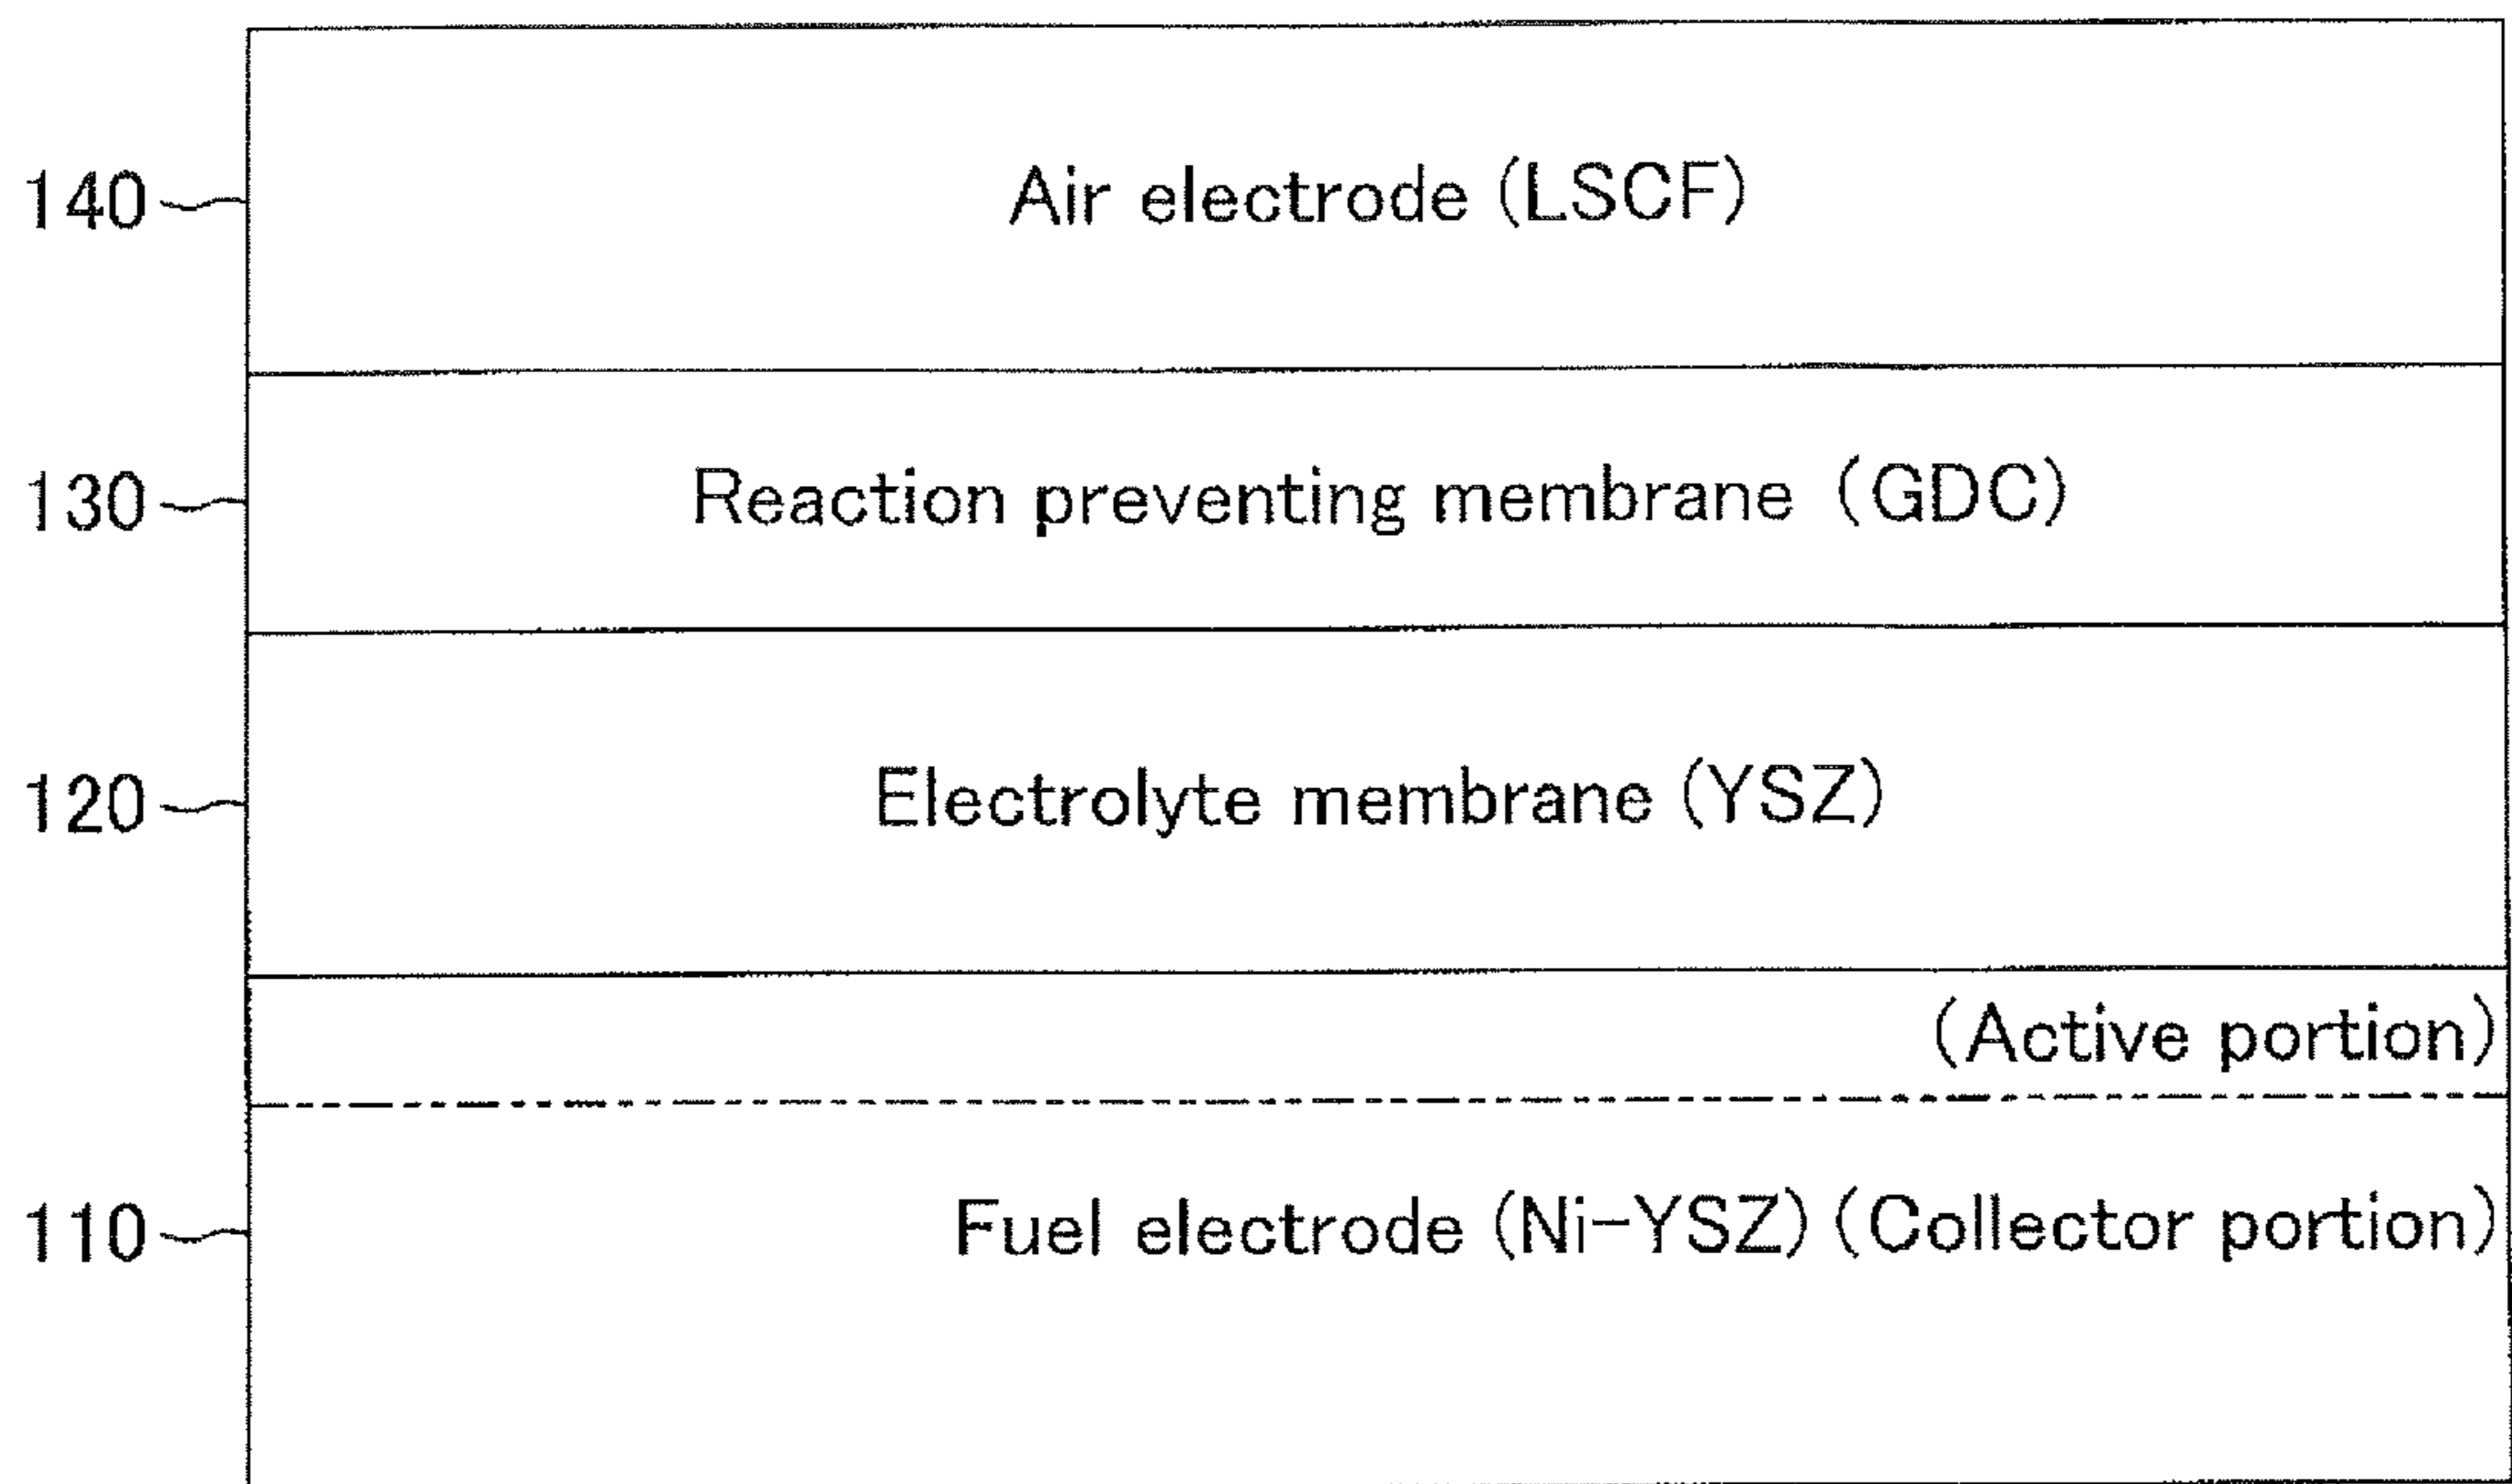 140 Air electrode (LSCF)
130 Reaction preventing membrane (GDC)
120 Electrolyte membrane (YSZ)
(Active portion)
110 Fuel electrode (Ni-YSZ) (Collector portion)